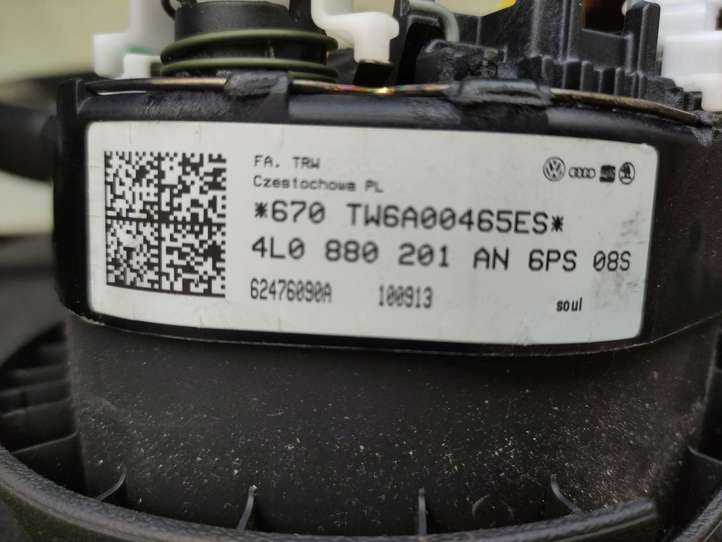 FA. TRW
Czestochowa PL
*670 TW6A00465ES*
4L0 880 201 AN 6PS 08S
62476090A 100913
soul